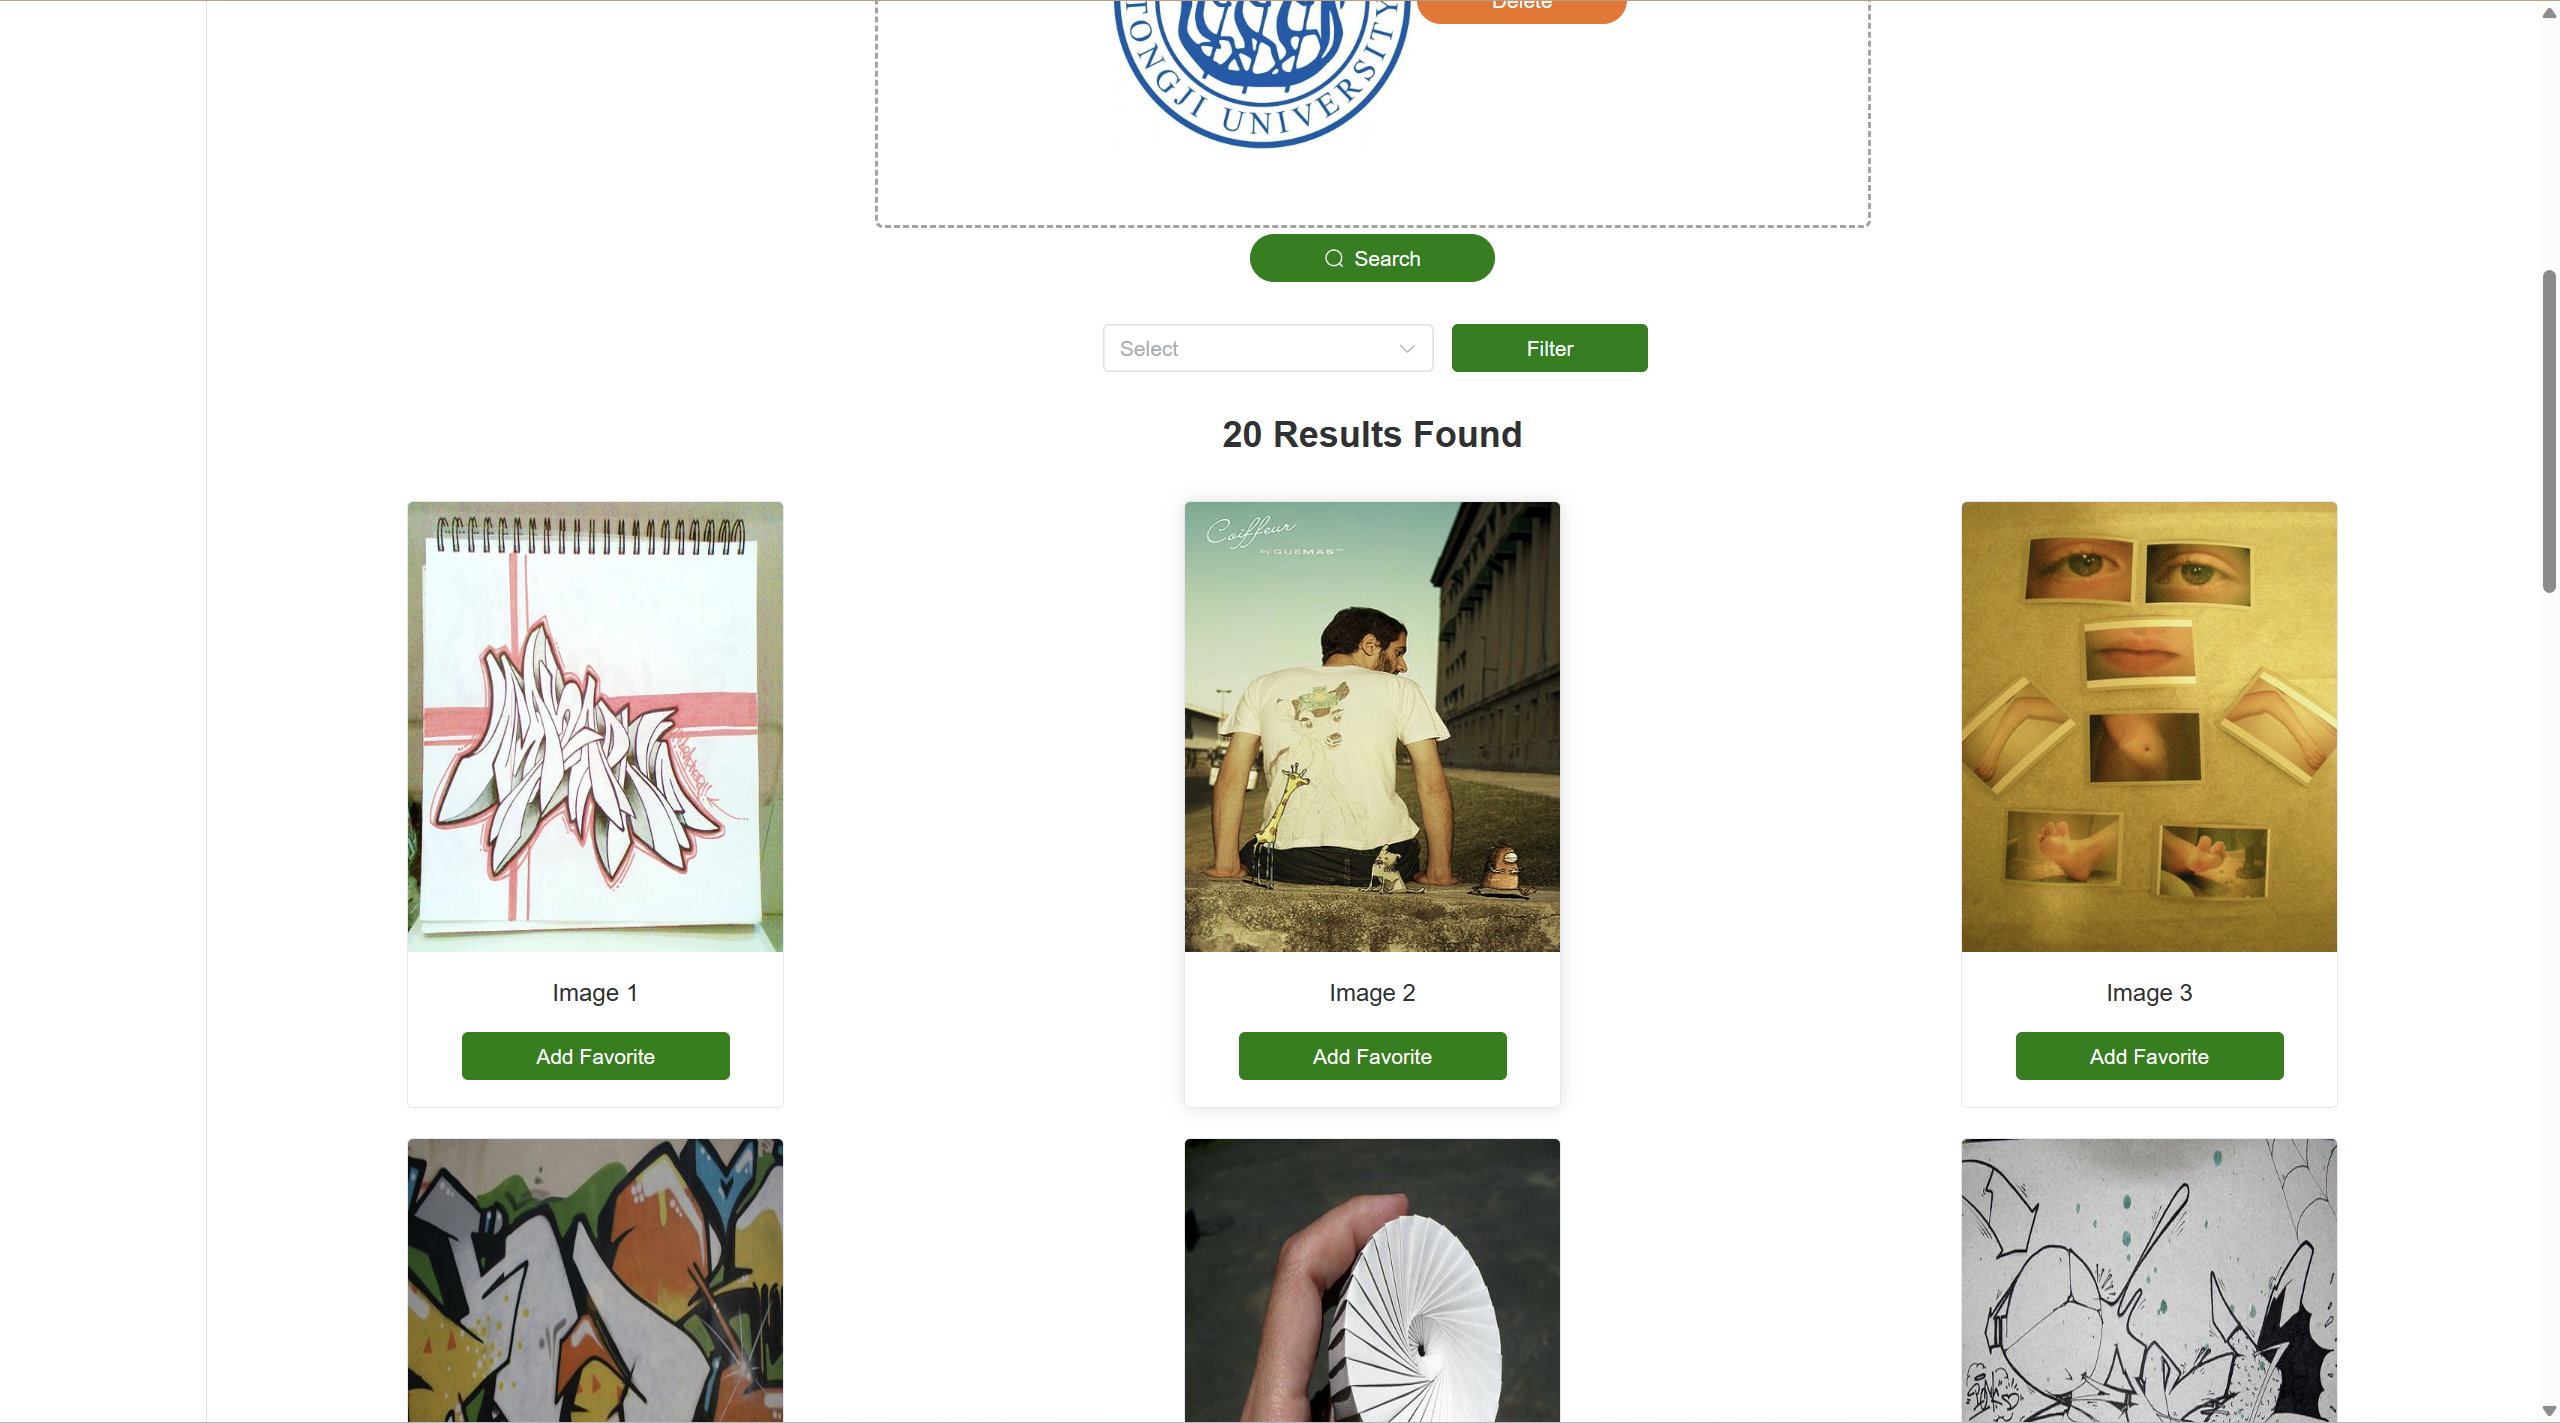 Delete
TONGJI UNIVERSITY
Search
Select
Filter
20 Results Found
Coiffeur
by QUEMAS™
Image 1
Image 2
Image 3
Add Favorite
Add Favorite
Add Favorite